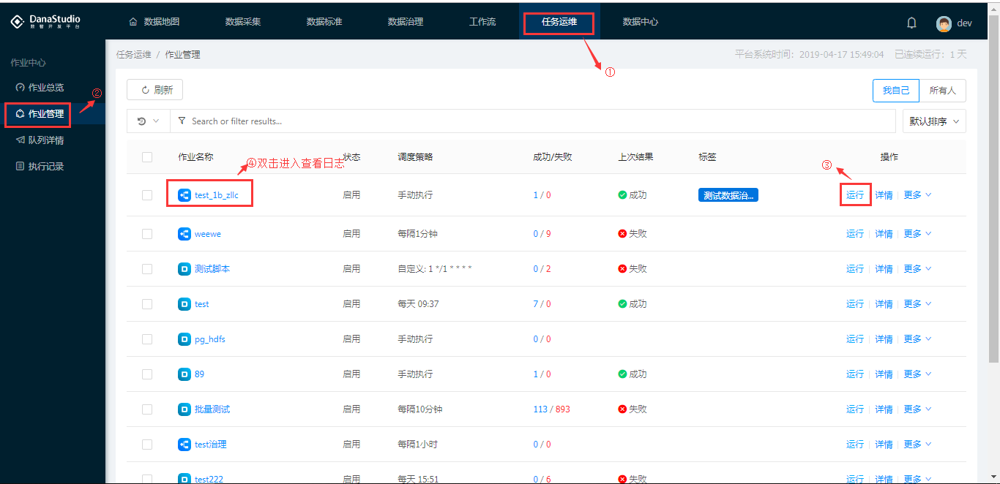 DanaStudio
数智开发平台
数据地图
数据采集
数据标准
数据治理
工作流
任务运维
数据中心
dev
①
作业中心
作业总览
②
作业管理
队列详情
执行记录
任务运维 / 作业管理
平台系统时间：2019-04-17 15:49:04 已连续运行：1 天
刷新
我自己
所有人
Search or filter results...
默认排序
作业名称 状态 调度策略 成功/失败 上次结果 标签 操作
④双击进入查看日志
③
test_1b_zllc 启用 手动执行 1 / 0 成功 测试数据治... 运行 详情 更多
weewe 启用 每隔1分钟 0 / 9 失败 运行 详情 更多
测试脚本 启用 自定义: 1 */1 * * * * 0 / 2 失败 运行 详情 更多
test 启用 每天 09:37 7 / 0 成功 运行 详情 更多
pg_hdfs 启用 手动执行 0 / 0 运行 详情 更多
89 启用 手动执行 1 / 0 成功 运行 详情 更多
批量测试 启用 每隔10分钟 113 / 893 失败 运行 详情 更多
test治理 启用 每隔1小时 0 / 0 运行 详情 更多
test222 启用 每天 15:51 0 / 6 失败 运行 详情 更多